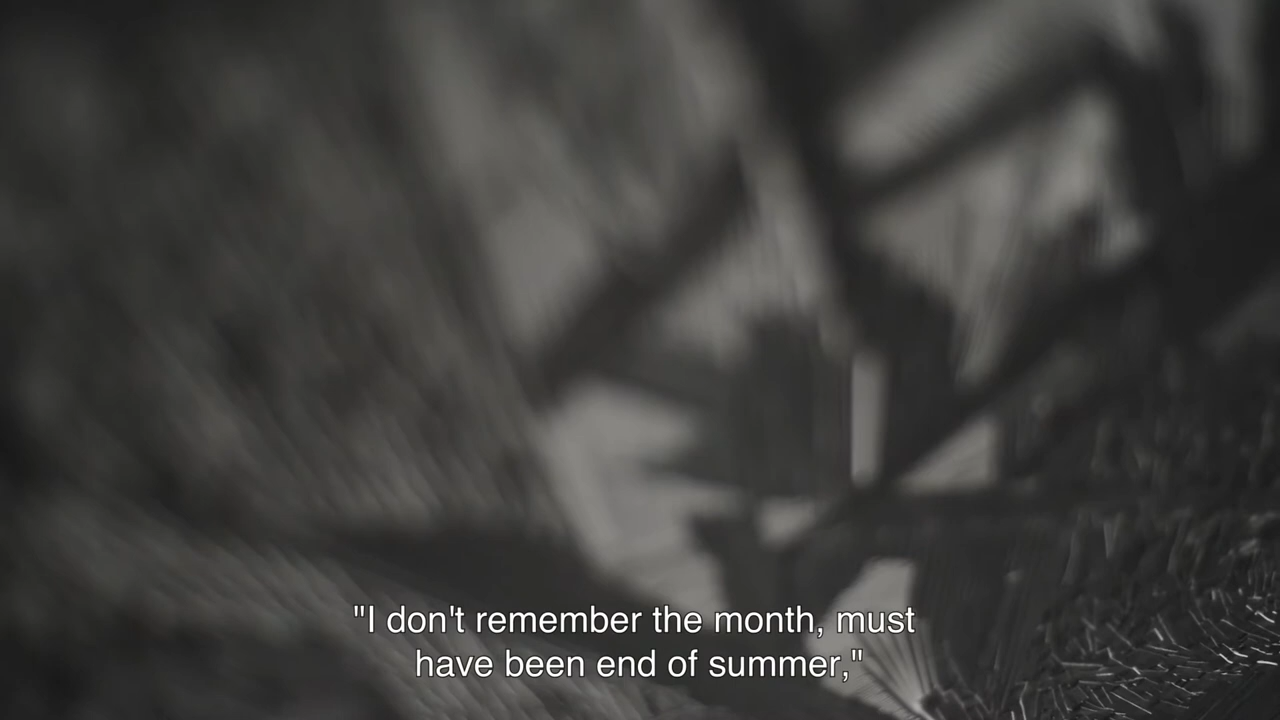 "I don't remember the month, must
have been end of summer,"